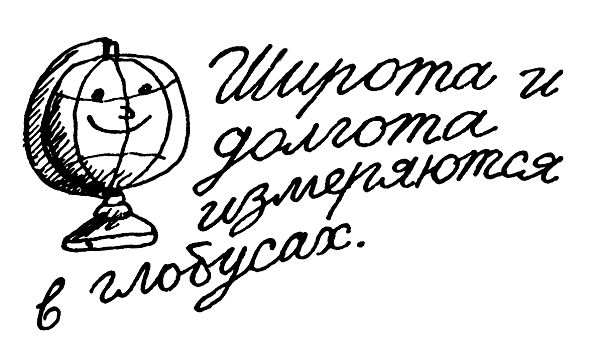 Широта и
долгота
измеряются
в глобусах.